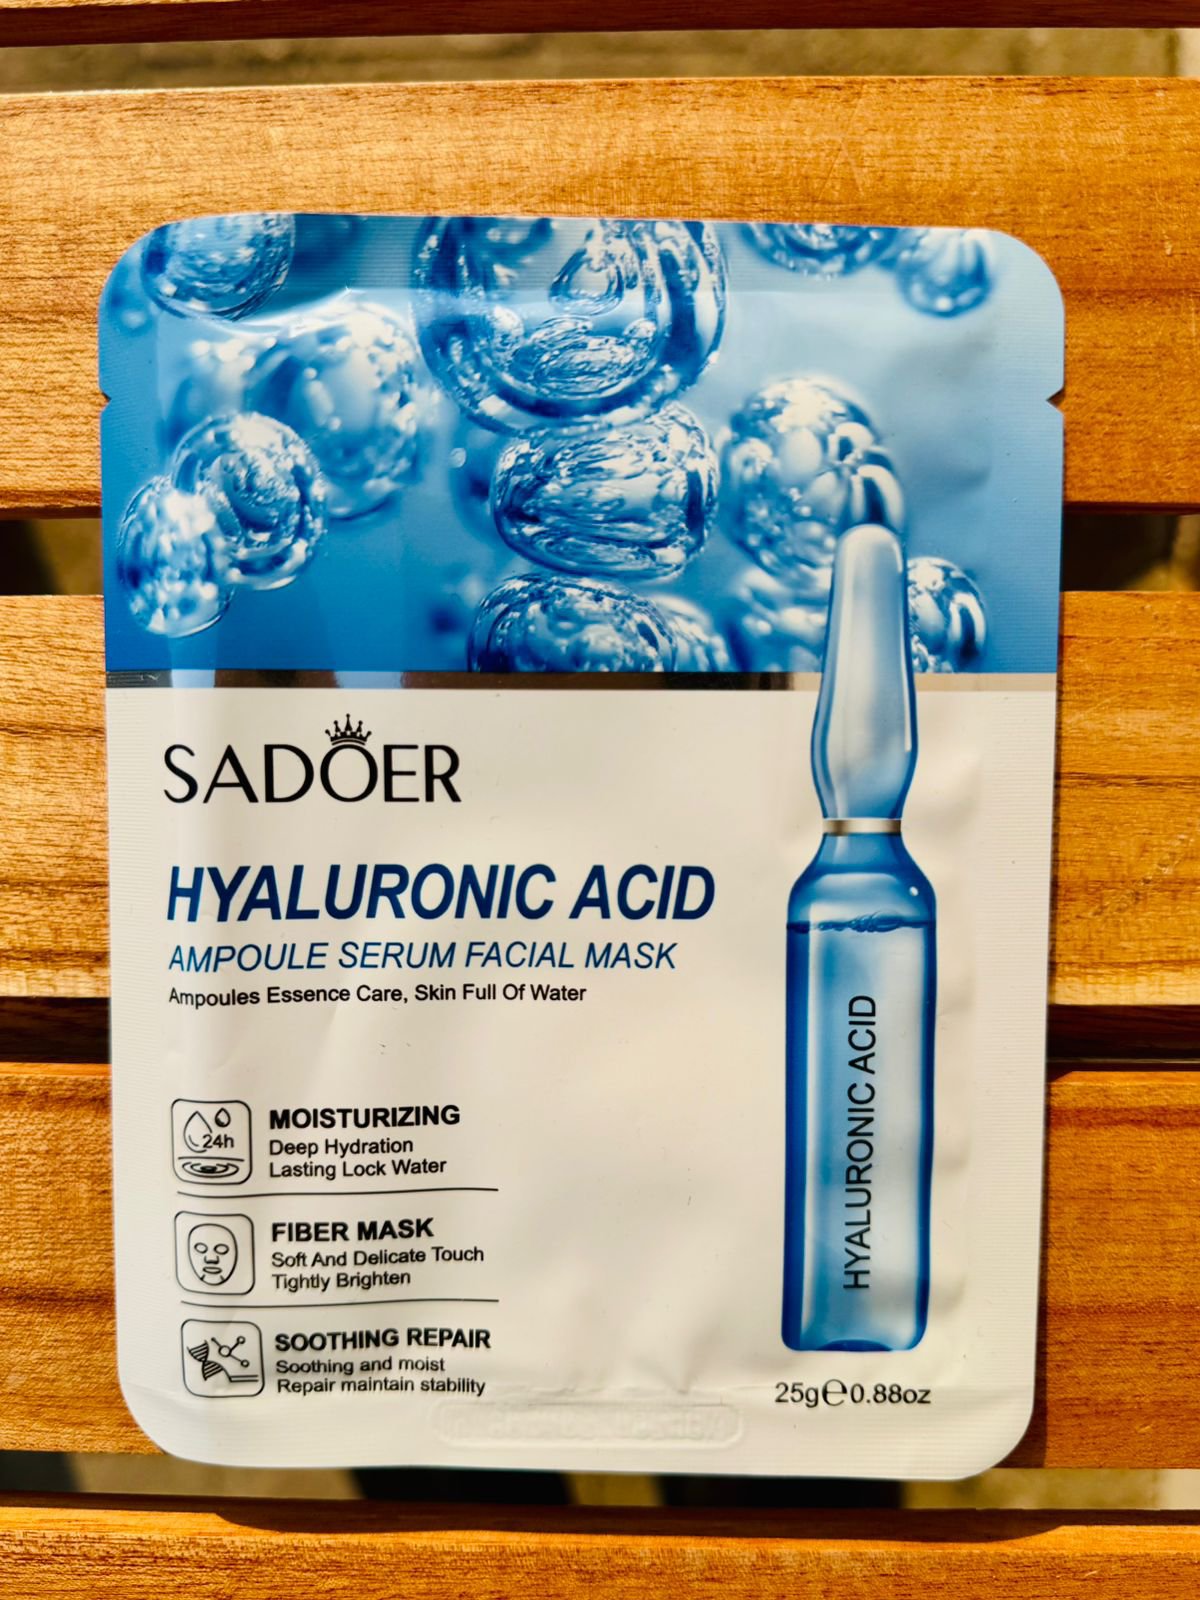 SADOER
HYALURONIC ACID
AMPOULE SERUM FACIAL MASK
Ampoules Essence Care, Skin Full Of Water
24h
MOISTURIZING
Deep Hydration
Lasting Lock Water
FIBER MASK
Soft And Delicate Touch
Tightly Brighten
SOOTHING REPAIR
Soothing and moist
Repair maintain stability
HYALURONIC ACID
25g℮0.88oz